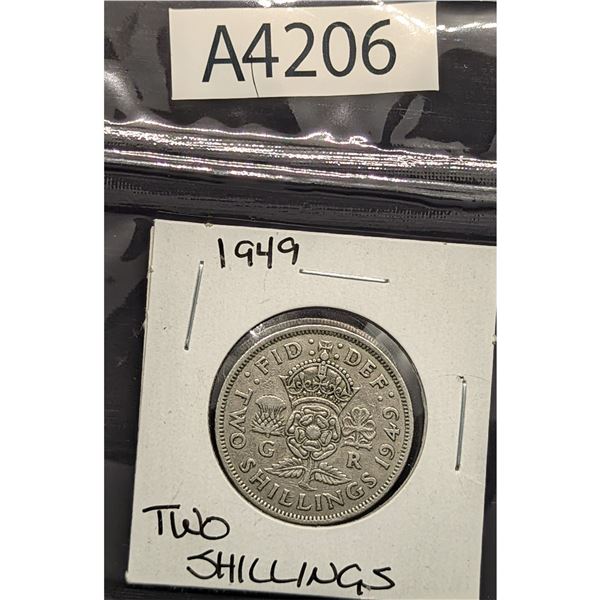 A4206
1949
FID · DEF · TWO SHILLINGS 1949
G R
TWO
SHILLINGS